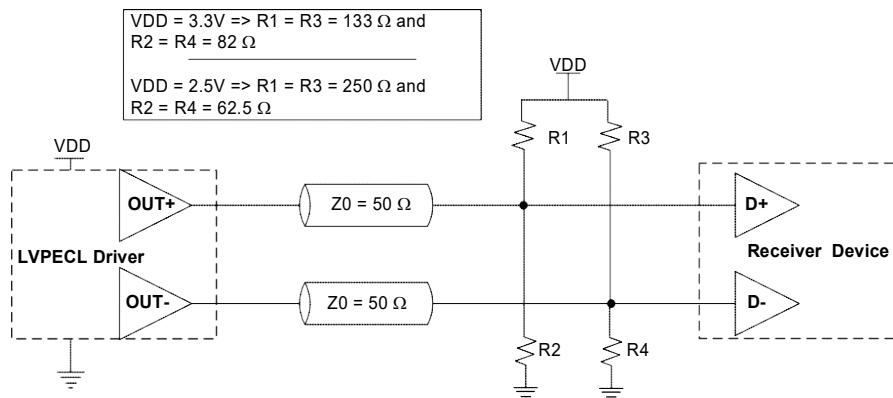 VDD = 3.3V => R1 = R3 = 133 Ω and
R2 = R4 = 82 Ω
VDD = 2.5V => R1 = R3 = 250 Ω and
R2 = R4 = 62.5 Ω
VDD
R1
R3
VDD
OUT+
Z0 = 50 Ω
D+
LVPECL Driver
Receiver Device
OUT-
Z0 = 50 Ω
D-
R2
R4